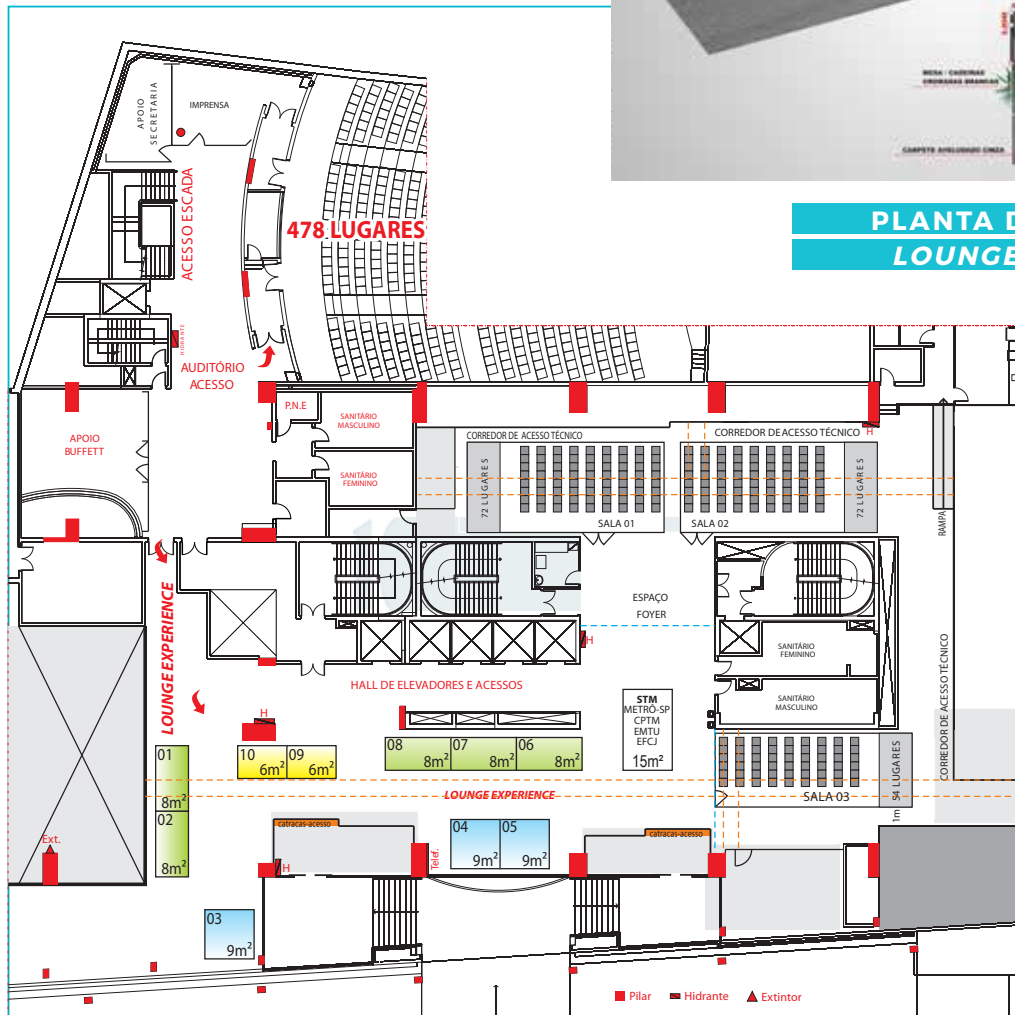 MESA / CADEIRAS
CROMADAS BRANCAS
CARPETE AVELUDADO CINZA
PLANTA D
LOUNGE
APOIO
SECRETARIA
IMPRENSA
ACESSO ESCADA
478 LUGARES
HIDRANTE
AUDITÓRIO
ACESSO
P.N.E
SANITÁRIO
MASCULINO
APOIO
BUFFETT
SANITÁRIO
FEMININO
CORREDOR DE ACESSO TÉCNICO
CORREDOR DE ACESSO TÉCNICO
H
72 LUGARES
72 LUGARES
SALA 01
SALA 02
RAMPA
LOUNGE EXPERIENCE
ESPAÇO
FOYER
H
SANITÁRIO
FEMININO
HALL DE ELEVADORES E ACESSOS
SANITÁRIO
MASCULINO
CORREDOR DE ACESSO TÉCNICO
H
STM
METRÔ-SP
CPTM
EMTU
EFCJ
15m²
01
8m²
10
6m²
09
6m²
08
8m²
07
8m²
06
8m²
LOUNGE EXPERIENCE
SALA 03
54 LUGARES
1m
02
8m²
catracas-acesso
04
9m²
05
9m²
catracas-acesso
Ext.
H
Telef.
03
9m²
Pilar
Hidrante
Extintor